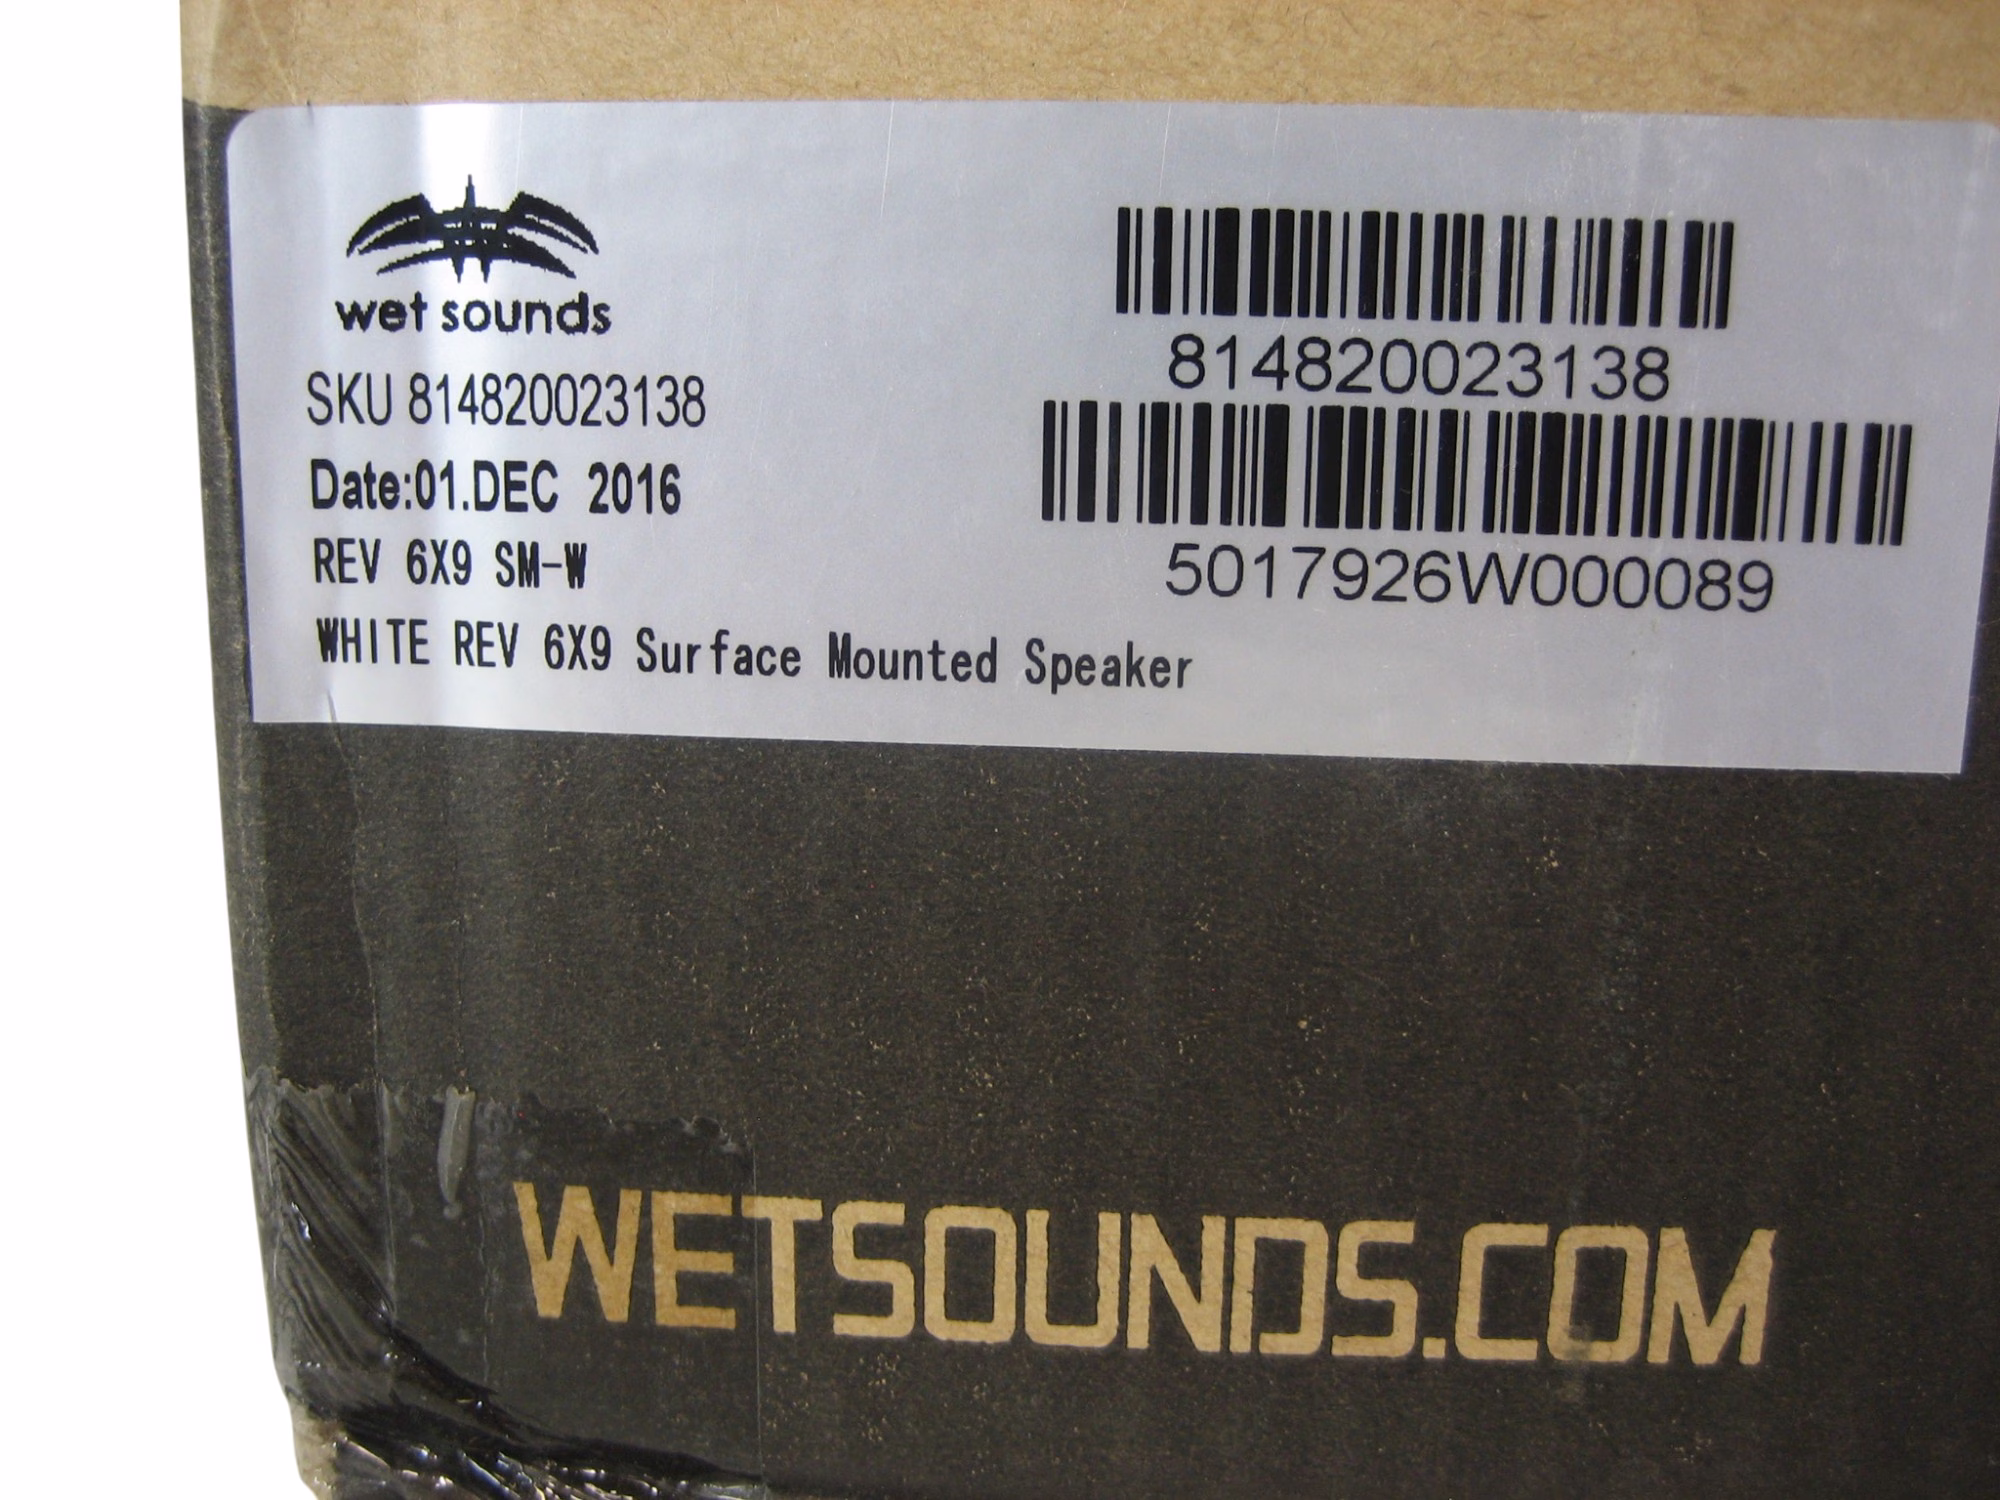 wet sounds
SKU 814820023138
Date:01.DEC 2016
REV 6X9 SM-W
WHITE REV 6X9 Surface Mounted Speaker
814820023138
5017926W000089
WETSOUNDS.COM